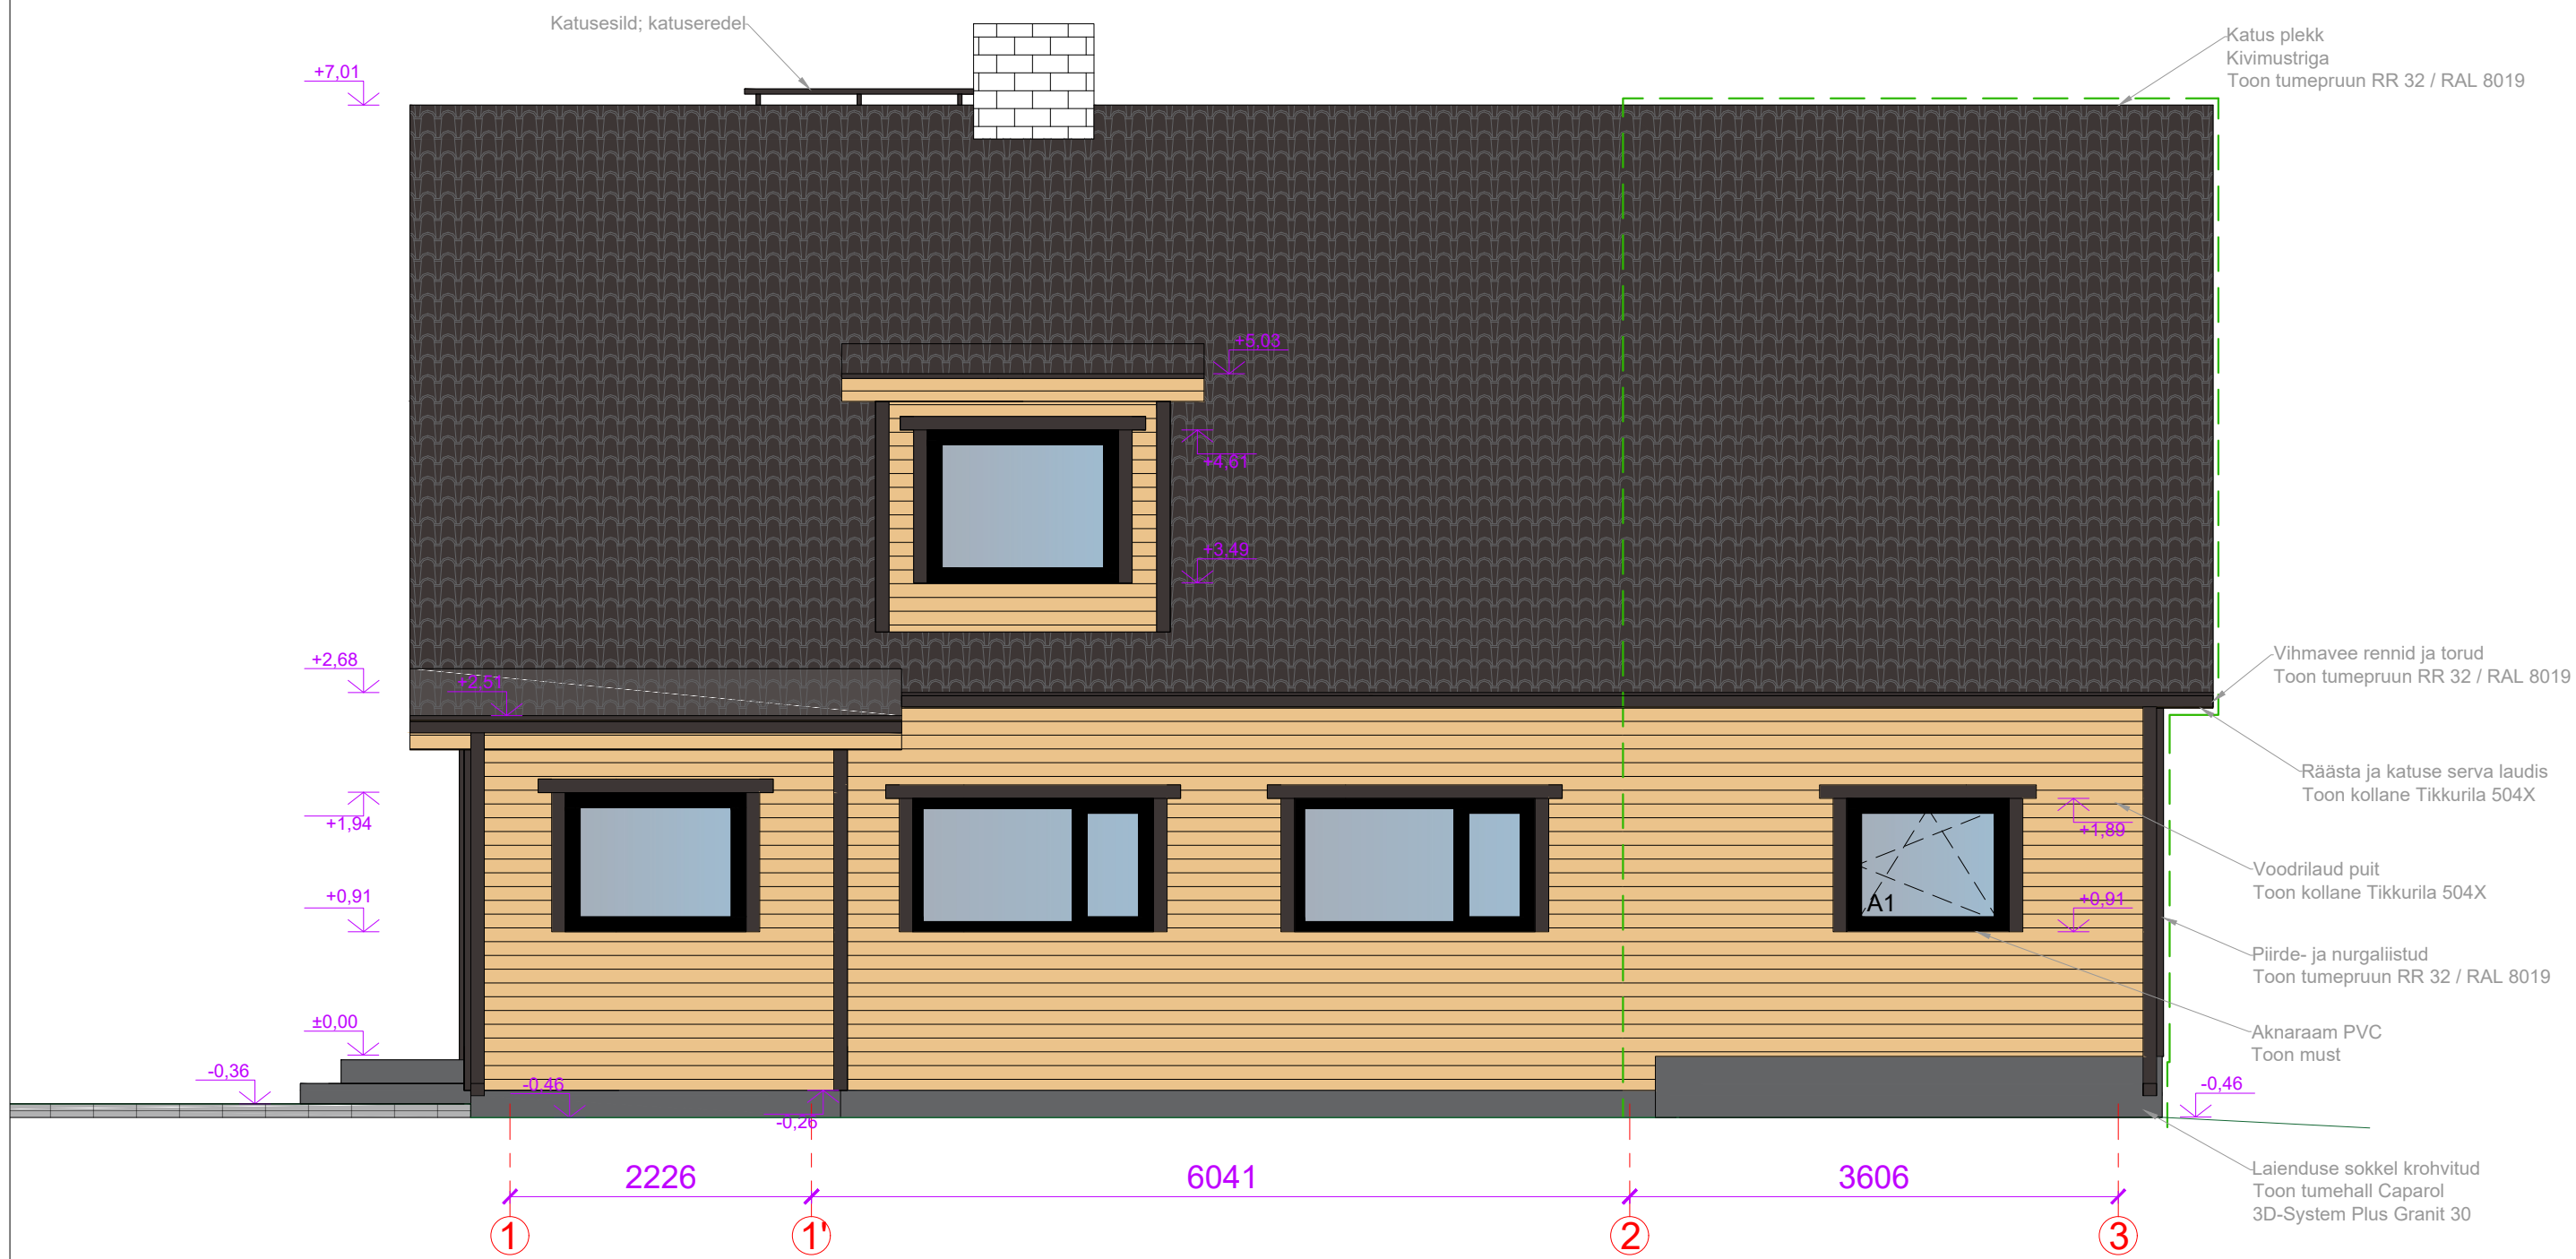 Katusesild; katuseredel
Katus plekk
Kivimustriga
Toon tumepruun RR 32 / RAL 8019
+7,01
+5,03
+4,61
+3,49
+2,68
+2,51
Vihmavee rennid ja torud
Toon tumepruun RR 32 / RAL 8019
Räästa ja katuse serva laudis
Toon kollane Tikkurila 504X
+1,94
+1,89
Voodrilaud puit
Toon kollane Tikkurila 504X
+0,91
A1
+0,91
Piirde- ja nurgaliistud
Toon tumepruun RR 32 / RAL 8019
±0,00
Aknaraam PVC
Toon must
-0,36
-0,46
-0,26
-0,46
Laienduse sokkel krohvitud
Toon tumehall Caparol
3D-System Plus Granit 30
2226
6041
3606
1
1'
2
3